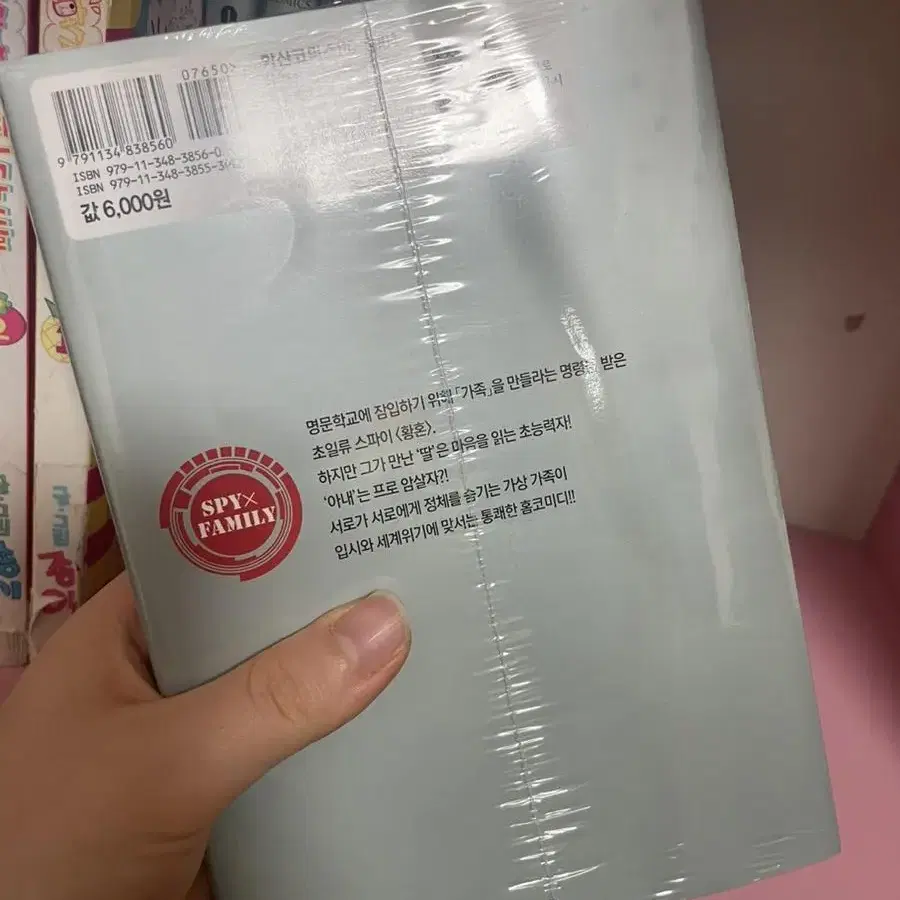 07650
9 791134 838560
ISBN 979-11-348-3856-0
ISBN 979-11-348-3855-3
값 6,000원
명문학교에 잠입하기 위해 「가족」을 만들라는 명령을 받은
초일류 스파이 〈황혼〉.
하지만 그가 만난 '딸'은 마음을 읽는 초능력자!
'아내'는 프로 암살자?!
서로가 서로에게 정체를 숨기는 가상 가족이
입시와 세계위기에 맞서는 통쾌한 홈코미디!!
SPY×
FAMILY